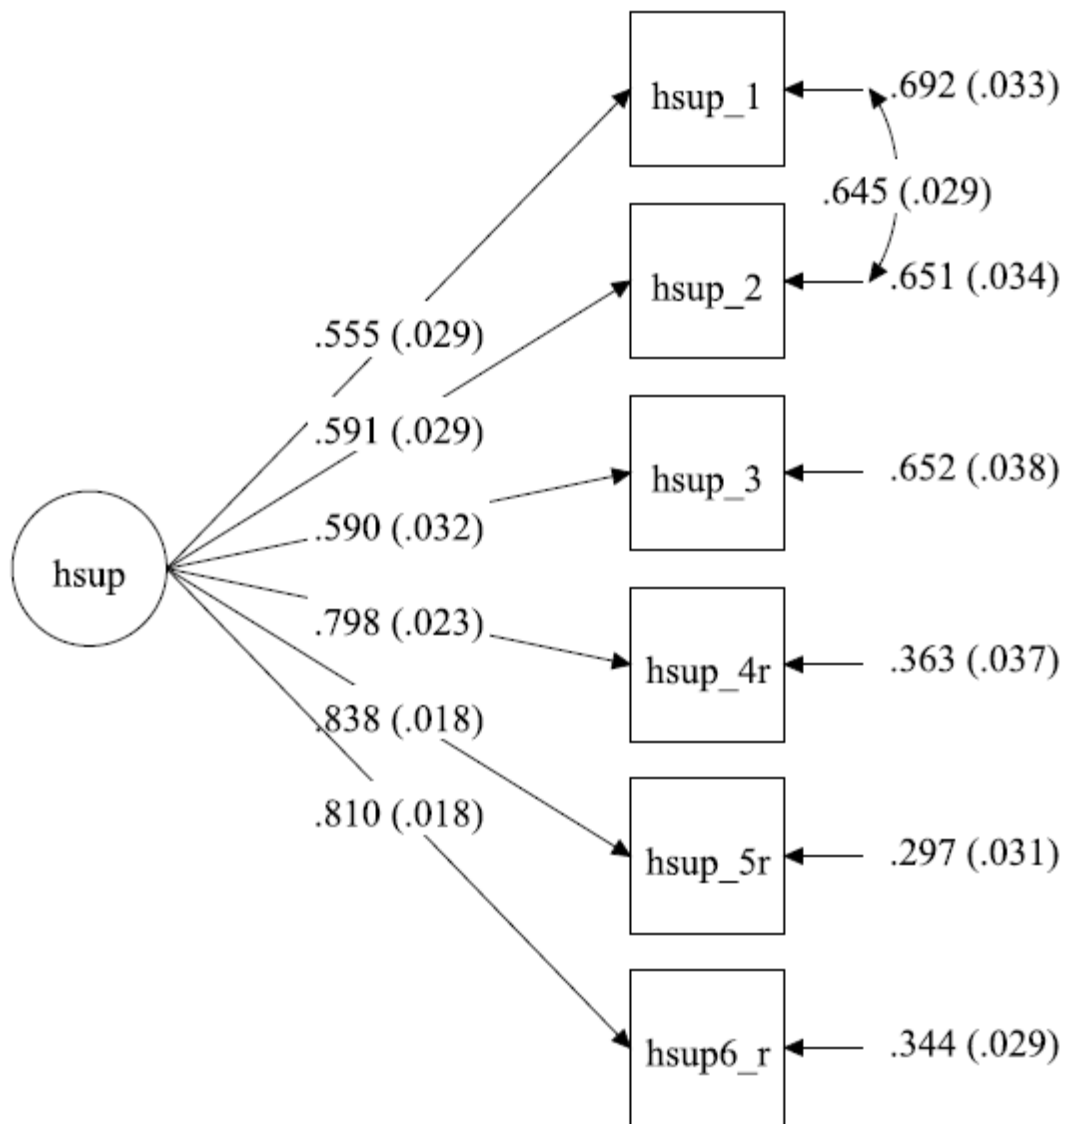 hsup_1
.692 (.033)
.645 (.029)
hsup_2
.651 (.034)
.555 (.029)
.591 (.029)
hsup_3
.652 (.038)
.590 (.032)
hsup
.798 (.023)
hsup_4r
.363 (.037)
.838 (.018)
.810 (.018)
hsup_5r
.297 (.031)
hsup6_r
.344 (.029)